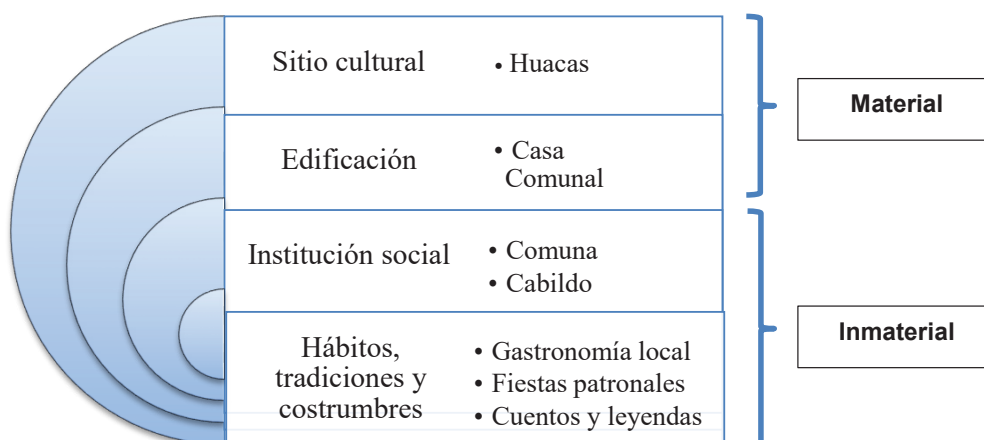 Sitio cultural
• Huacas
Material
Edificación
• Casa
Comunal
Institución social
• Comuna
• Cabildo
Inmaterial
Hábitos,
tradiciones y
costrumbres
• Gastronomía local
• Fiestas patronales
• Cuentos y leyendas